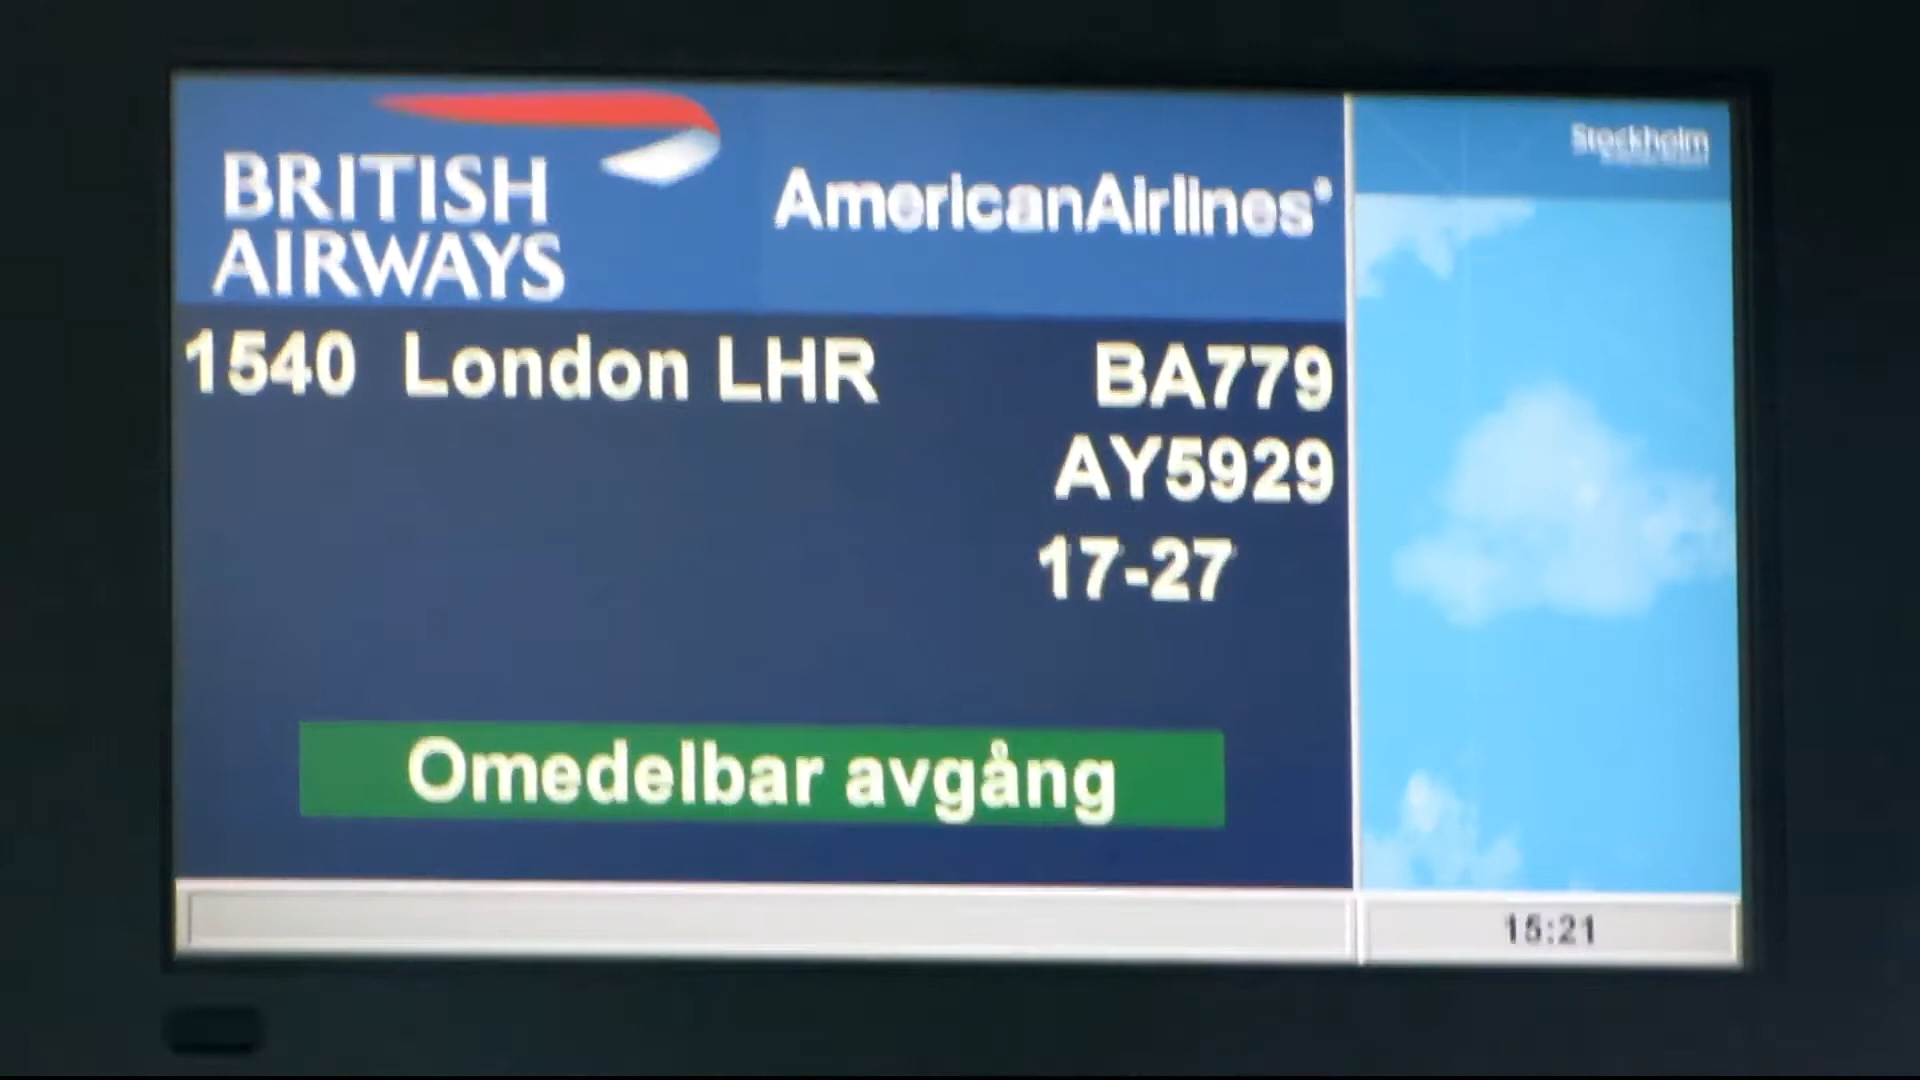 BRITISH
AIRWAYS
AmericanAirlines®
Stockholm
1540 London LHR BA779
AY5929
17-27
Omedelbar avgång
15:21